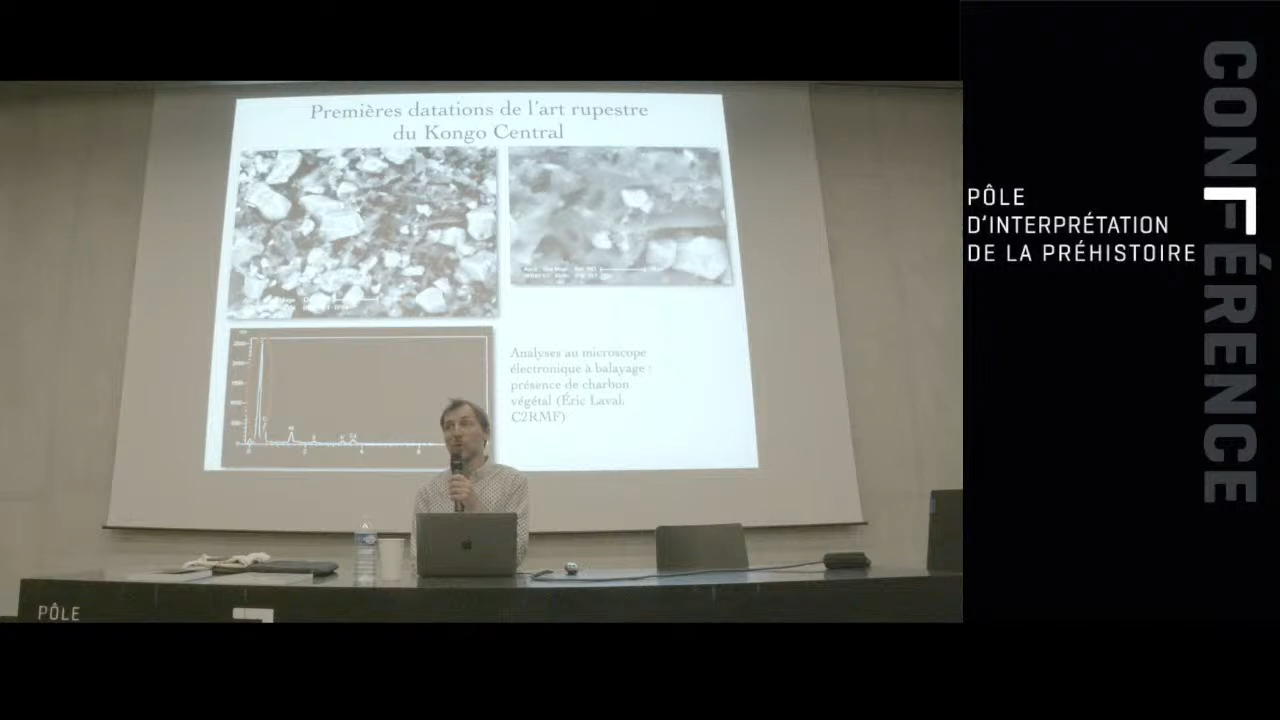 Premières datations de l'art rupestre
du Kongo Central
Analyses au microscope
électronique à balayage :
présence de charbon
végétal (Éric Laval,
C2RMF)
PÔLE
PÔLE
D'INTERPRÉTATION
DE LA PRÉHISTOIRE
CONFÉRENCE